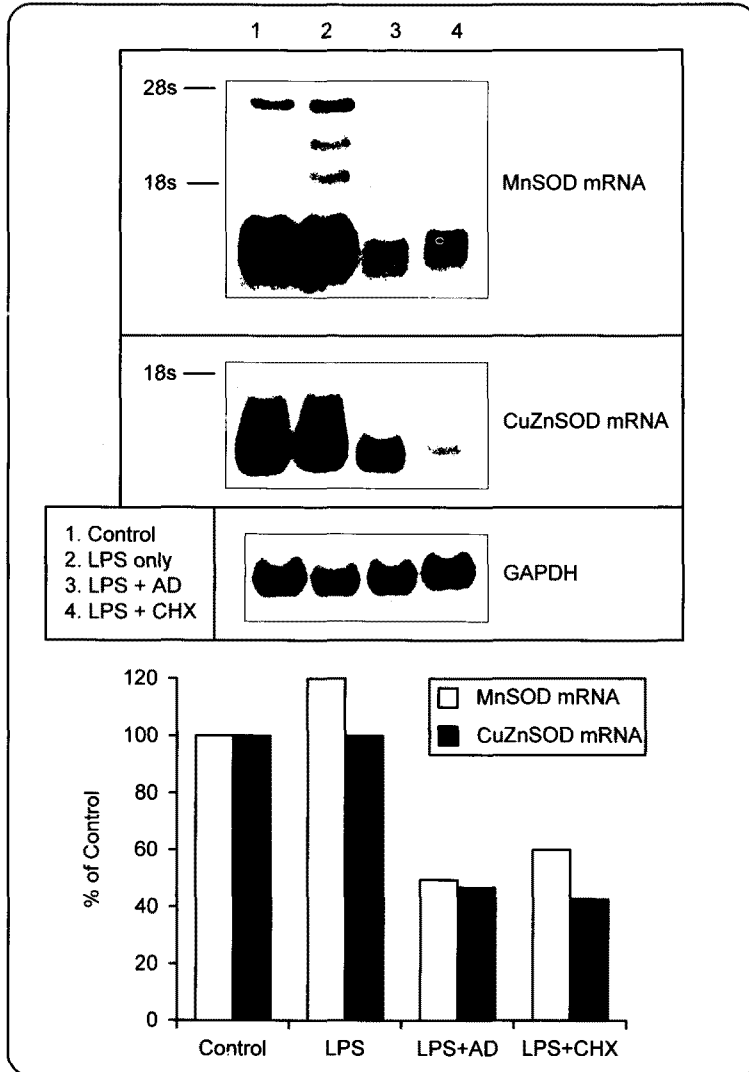 1 2 3 4
28s
18s
MnSOD mRNA
18s
CuZnSOD mRNA
1. Control
2. LPS only
3. LPS + AD
4. LPS + CHX
GAPDH
120
100
80
60
40
20
0
% of Control
MnSOD mRNA
CuZnSOD mRNA
Control LPS LPS+AD LPS+CHX